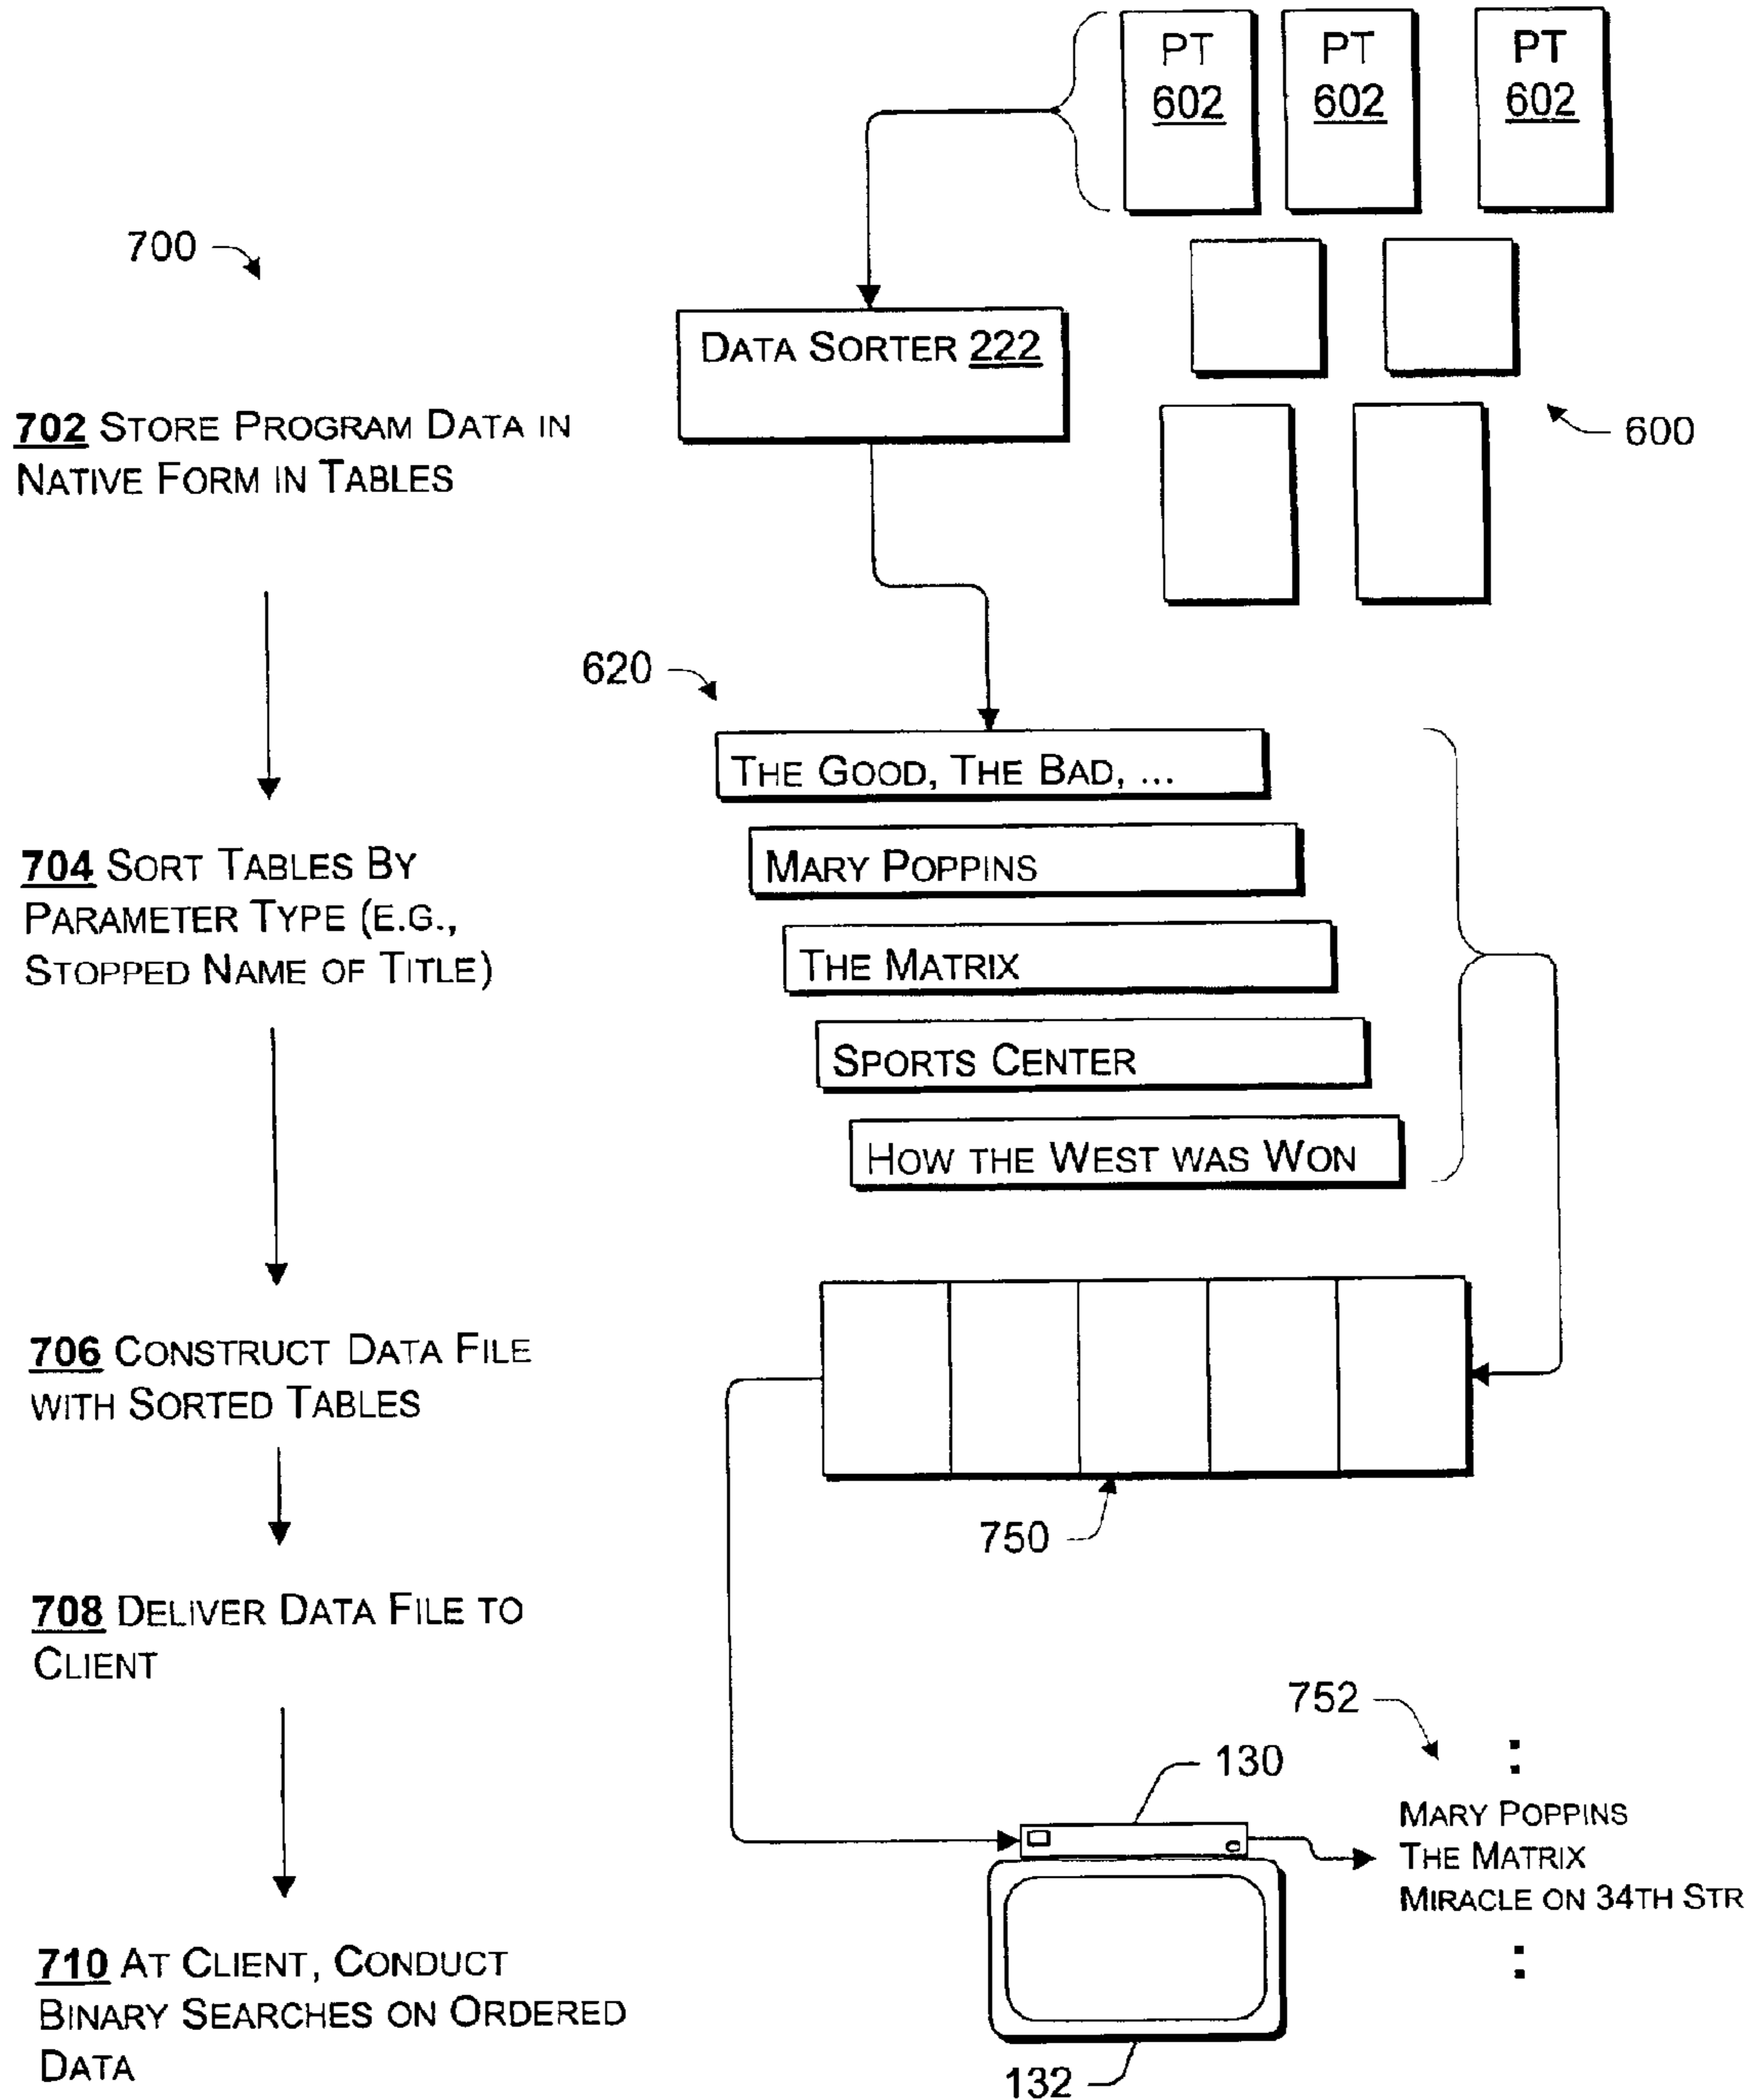 PT
602
PT
602
PT
602
700
DATA SORTER 222
702 STORE PROGRAM DATA IN
NATIVE FORM IN TABLES
600
620
THE GOOD, THE BAD, ...
MARY POPPINS
THE MATRIX
SPORTS CENTER
HOW THE WEST WAS WON
704 SORT TABLES BY
PARAMETER TYPE (E.G.,
STOPPED NAME OF TITLE)
706 CONSTRUCT DATA FILE
WITH SORTED TABLES
750
708 DELIVER DATA FILE TO
CLIENT
752
130
MARY POPPINS
THE MATRIX
MIRACLE ON 34TH STR
710 AT CLIENT, CONDUCT
BINARY SEARCHES ON ORDERED
DATA
132